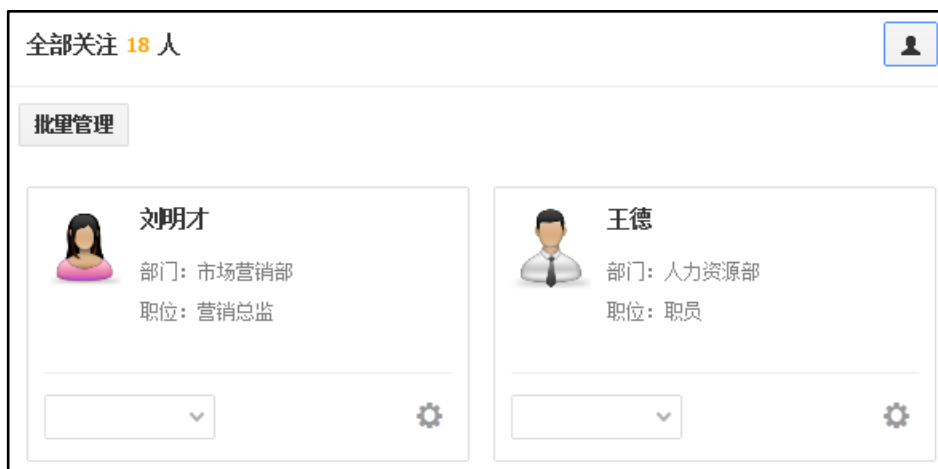 全部关注 18 人
批量管理
刘明才
部门：市场营销部
职位：营销总监
王德
部门：人力资源部
职位：职员